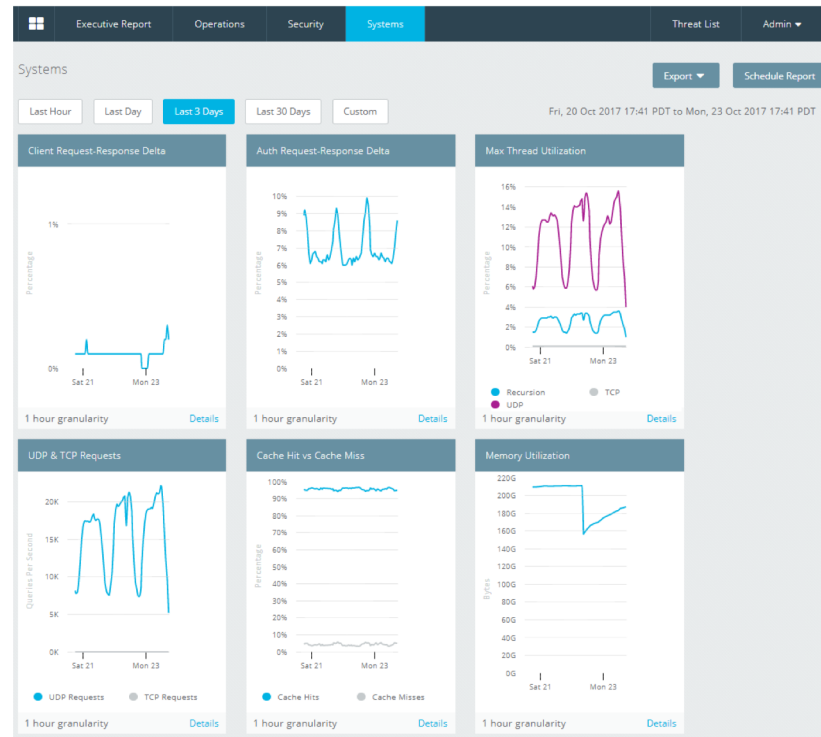 Executive Report Operations Security Systems Threat List Admin
Systems
Export Schedule Report
Last Hour Last Day Last 3 Days Last 30 Days Custom Fri, 20 Oct 2017 17:41 PDT to Mon, 23 Oct 2017 17:41 PDT
Client Request-Response Delta
Percentage
1%
0%
Sat 21 Mon 23
1 hour granularity Details
Auth Request-Response Delta
Percentage
10%
9%
8%
7%
6%
5%
4%
3%
2%
1%
0%
Sat 21 Mon 23
1 hour granularity Details
Max Thread Utilization
Percentage
16%
14%
12%
10%
8%
6%
4%
2%
0%
Sat 21 Mon 23
Recursion TCP
UDP
1 hour granularity Details
UDP & TCP Requests
Queries Per Second
20K
15K
10K
5K
0K
Sat 21 Mon 23
UDP Requests TCP Requests
1 hour granularity Details
Cache Hit vs Cache Miss
Percentage
100%
90%
80%
70%
60%
50%
40%
30%
20%
10%
0%
Sat 21 Mon 23
Cache Hits Cache Misses
1 hour granularity Details
Memory Utilization
Bytes
220G
200G
180G
160G
140G
120G
100G
80G
60G
40G
20G
0G
Sat 21 Mon 23
1 hour granularity Details